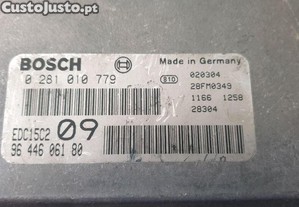 CustoJusto.pt
BOSCH
Made in Germany
0 281 010 779
S10
020304
28FM0349
1166 1258
28304
EDC15C2 09
96 446 061 80